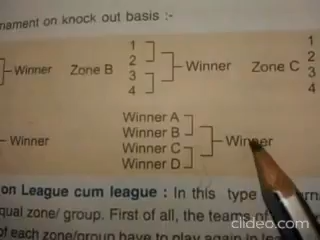 nament on knock out basis :-
1
2
Winner Zone B 3 Winner Zone C
4
1
2
3
4
Winner A
Winner B
Winner Winner C Winner
Winner D
on League cum league : In this type
qual zone/ group. First of all, the teams of
of each zone/group have to play again in lea
clideo.com